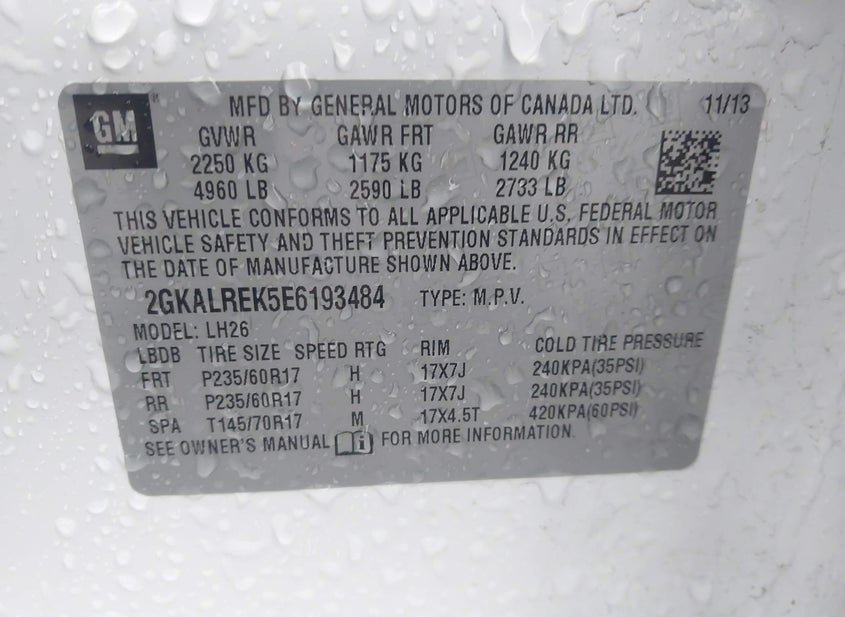 GM
MFD BY GENERAL MOTORS OF CANADA LTD. 11/13
GVWR GAWR FRT GAWR RR
2250 KG 1175 KG 1240 KG
4960 LB 2590 LB 2733 LB
THIS VEHICLE CONFORMS TO ALL APPLICABLE U.S. FEDERAL MOTOR
VEHICLE SAFETY AND THEFT PREVENTION STANDARDS IN EFFECT ON
THE DATE OF MANUFACTURE SHOWN ABOVE.
2GKALREK5E6193484 TYPE: M.P.V.
MODEL: LH26
LBDB TIRE SIZE SPEED RTG RIM COLD TIRE PRESSURE
FRT P235/60R17 H 17X7J 240KPA(35PSI)
RR P235/60R17 H 17X7J 240KPA(35PSI)
SPA T145/70R17 M 17X4.5T 420KPA(60PSI)
SEE OWNER'S MANUAL FOR MORE INFORMATION.